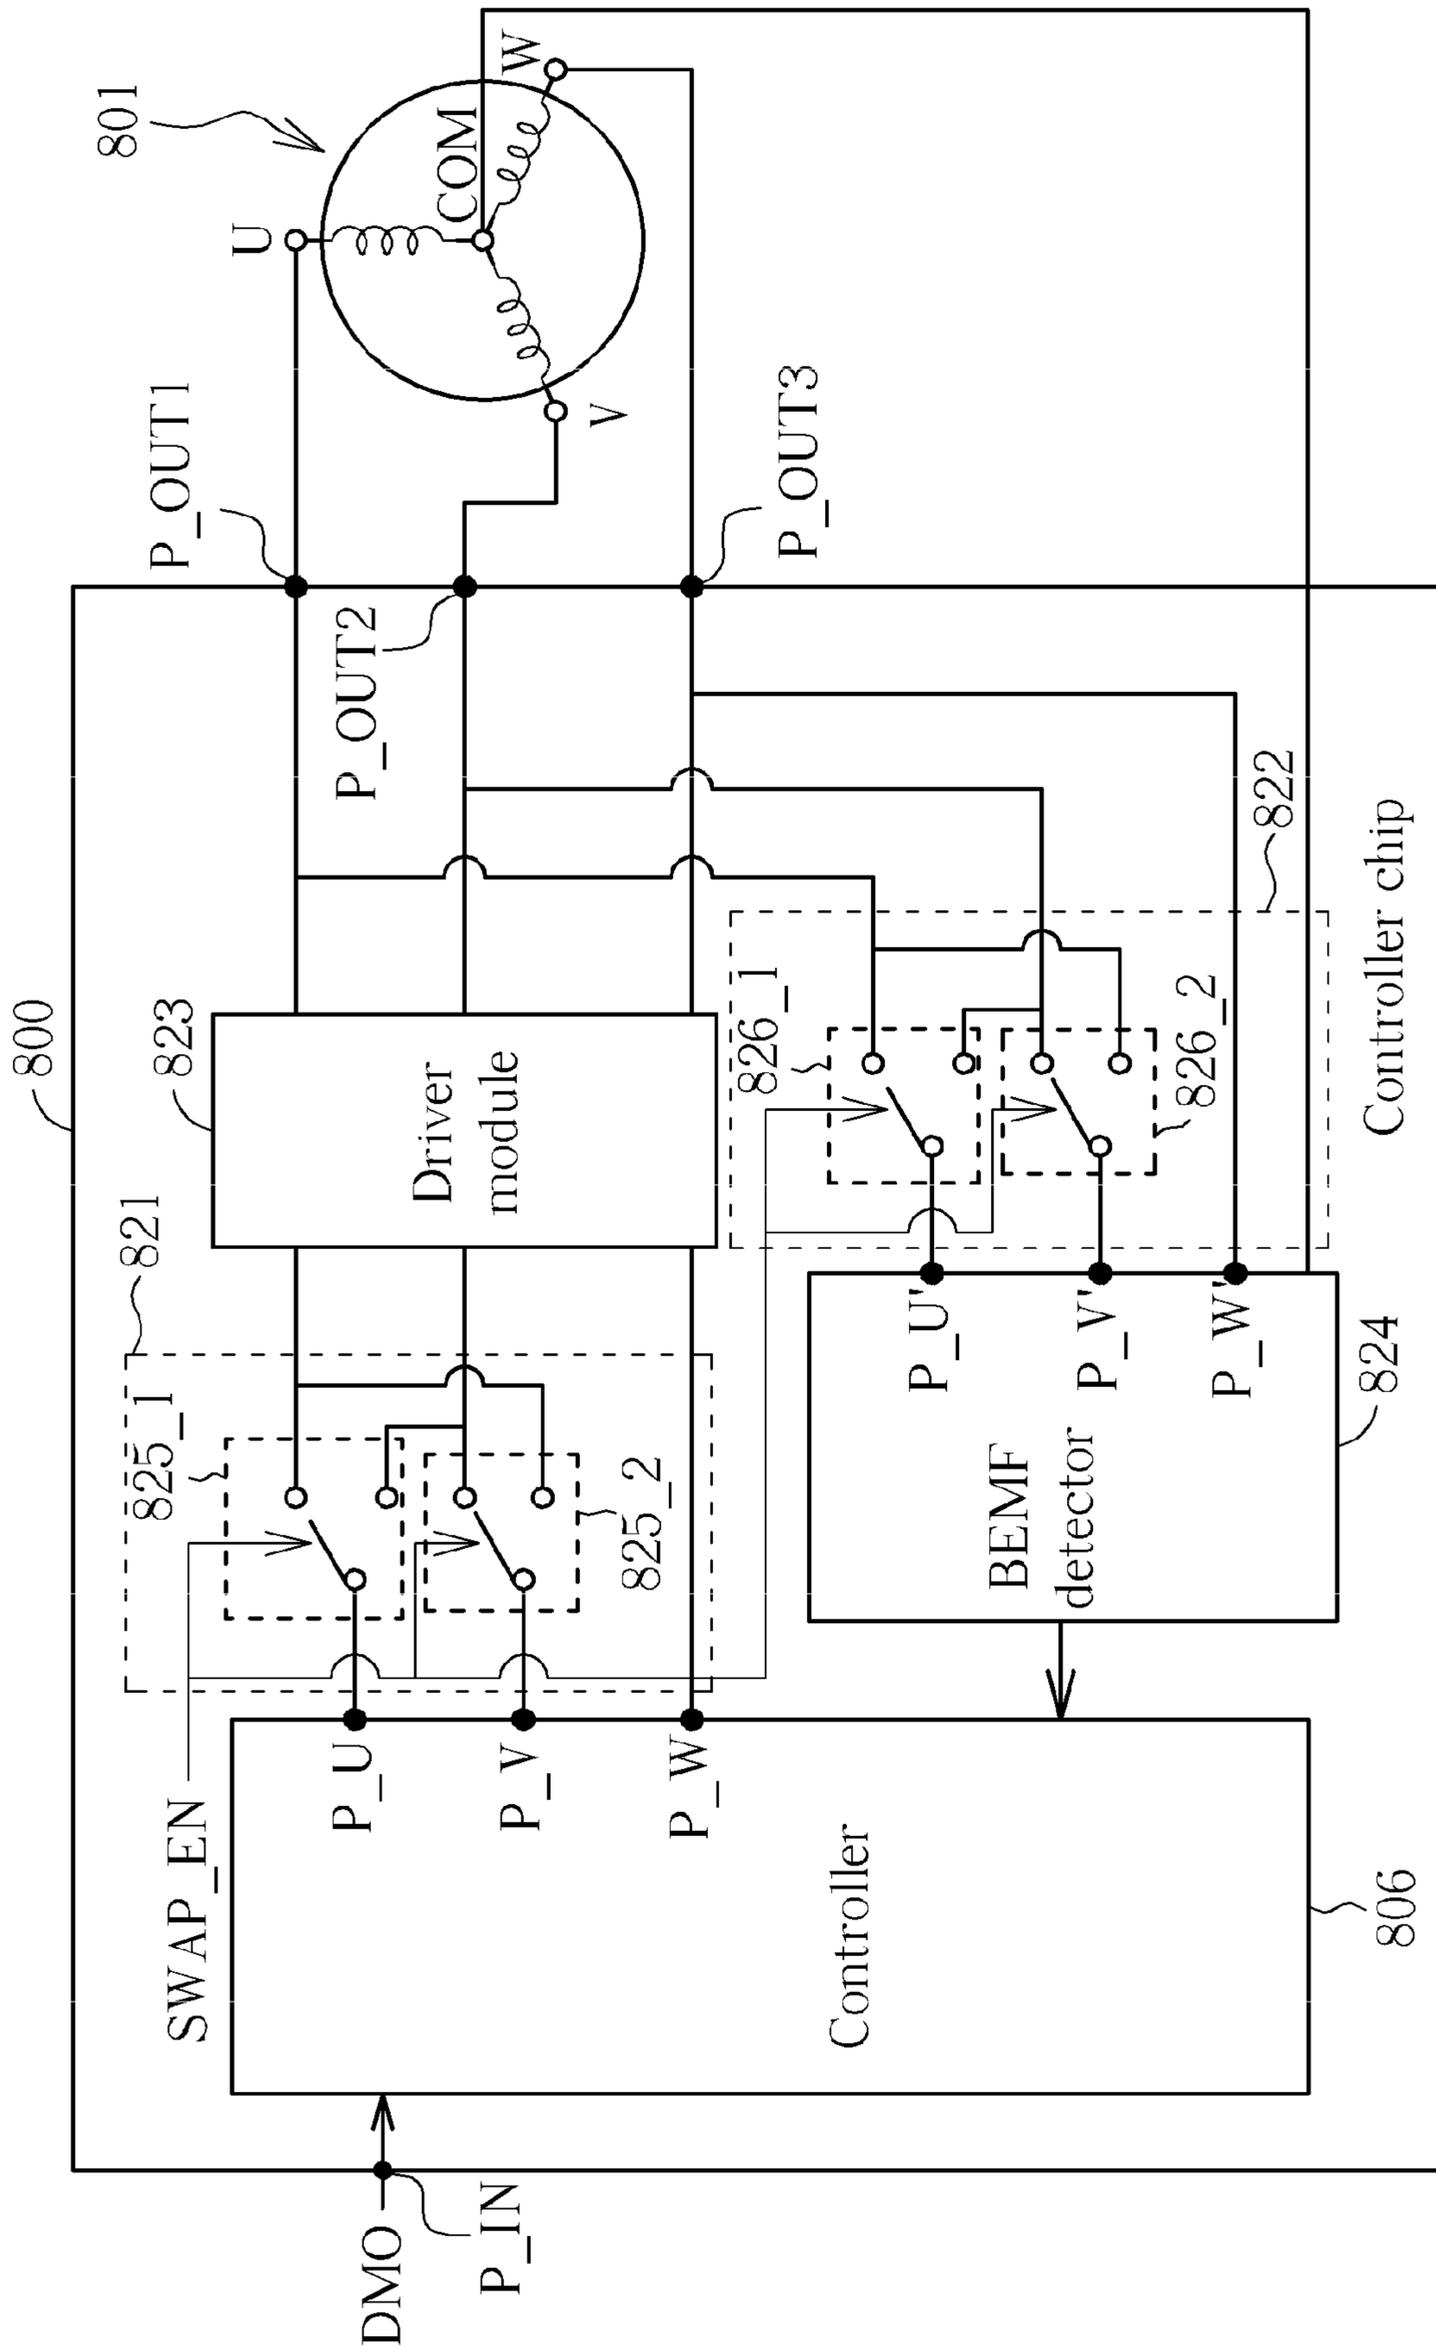 800
801
U
COM
W
V
P_OUT1
P_OUT2
P_OUT3
823
Driver
module
821
825_1
825_2
SWAP_EN
P_U
P_V
P_W
Controller
806
DMO
P_IN
822
826_1
826_2
P_U'
P_V'
P_W'
BEMF
detector
824
Controller chip